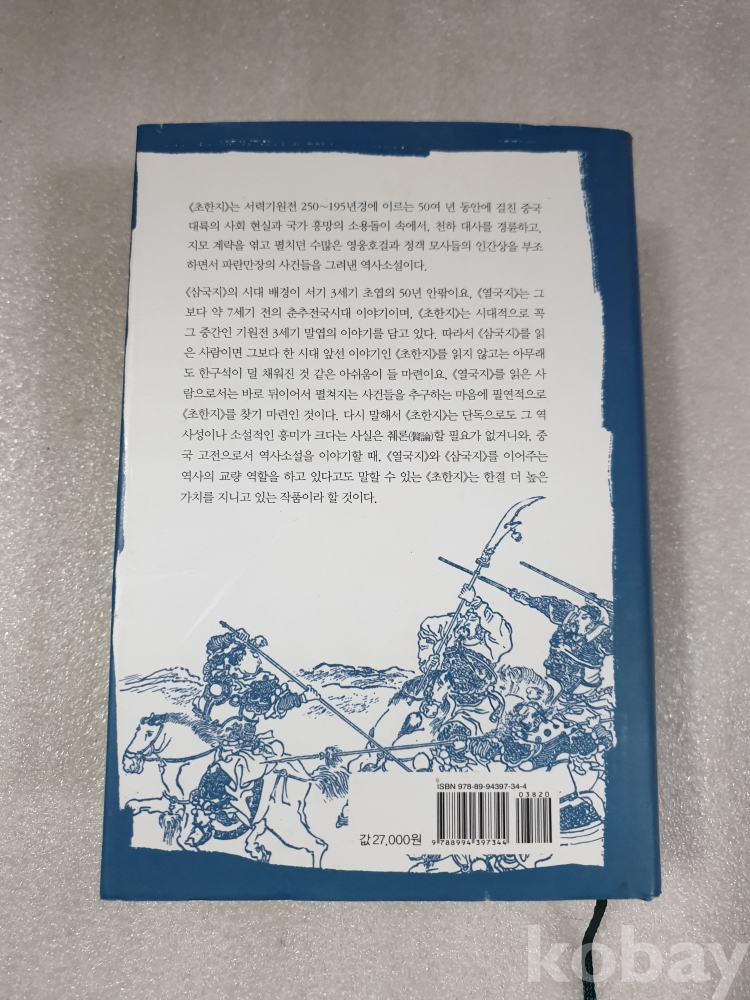 《초한지》는 서력기원전 250~195년경에 이르는 50여 년 동안에 걸친 중국
대륙의 사회 현실과 국가 흥망의 소용돌이 속에서, 천하 대사를 경륜하고,
지모 계략을 엮고 펼치던 수많은 영웅호걸과 정객 모사들의 인간상을 부조
하면서 파란만장의 사건들을 그려낸 역사소설이다.
《삼국지》의 시대 배경이 서기 3세기 초엽의 50년 안팎이요, 《열국지》는 그
보다 약 7세기 전의 춘추전국시대 이야기이며, 《초한지》는 시대적으로 꼭
그 중간인 기원전 3세기 말엽의 이야기를 담고 있다. 따라서 《삼국지》를 읽
은 사람이면 그보다 한 시대 앞선 이야기인 《초한지》를 읽지 않고는 아무래
도 한구석이 덜 채워진 것 같은 아쉬움이 들 마련이요, 《열국지》를 읽은 사
람으로서는 바로 뒤이어서 펼쳐지는 사건들을 추구하는 마음에 필연적으로
《초한지》를 찾기 마련인 것이다. 다시 말해서 《초한지》는 단독으로도 그 역
사성이나 소설적인 흥미가 크다는 사실은 췌론(贅論)할 필요가 없거니와, 중
국 고전으로서 역사소설을 이야기할 때, 《열국지》와 《삼국지》를 이어주는
역사의 교량 역할을 하고 있다고도 말할 수 있는 《초한지》는 한결 더 높은
가치를 지니고 있는 작품이라 할 것이다.
ISBN 978-89-94397-34-4
03820
값 27,000원
9 788994 397344
kobay